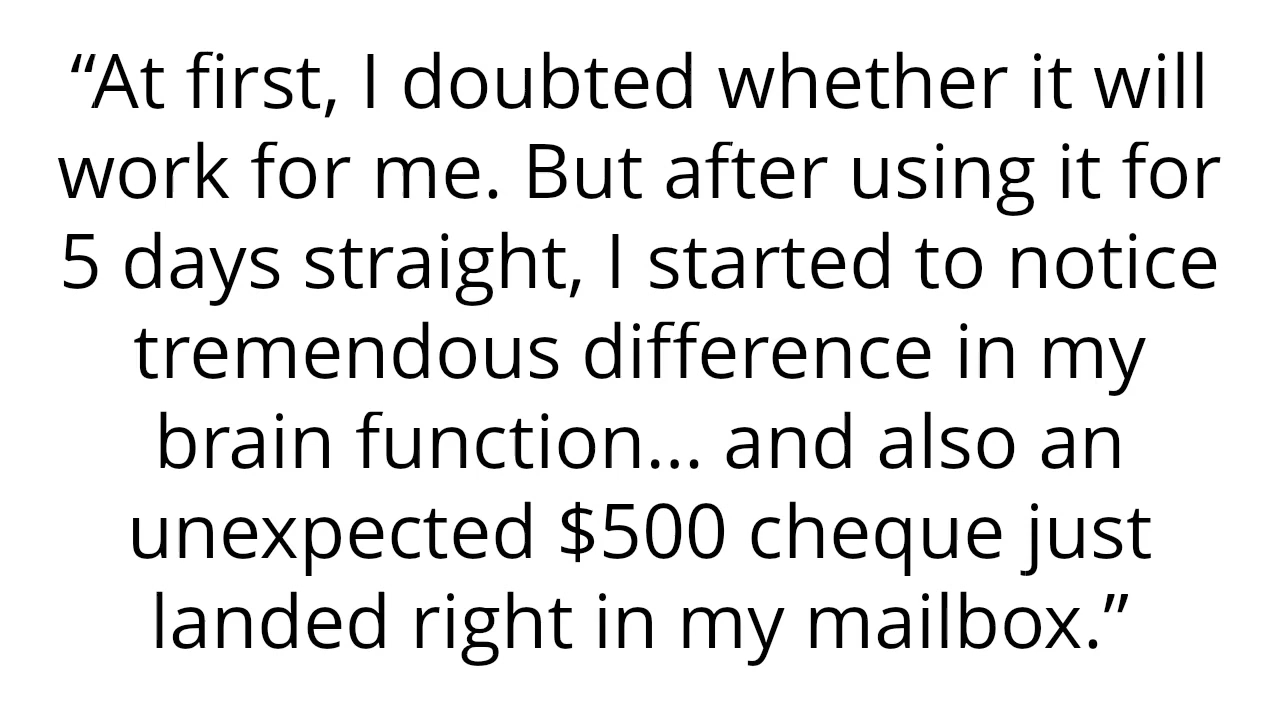 “At first, I doubted whether it will
work for me. But after using it for
5 days straight, I started to notice
tremendous difference in my
brain function... and also an
unexpected $500 cheque just
landed right in my mailbox.”